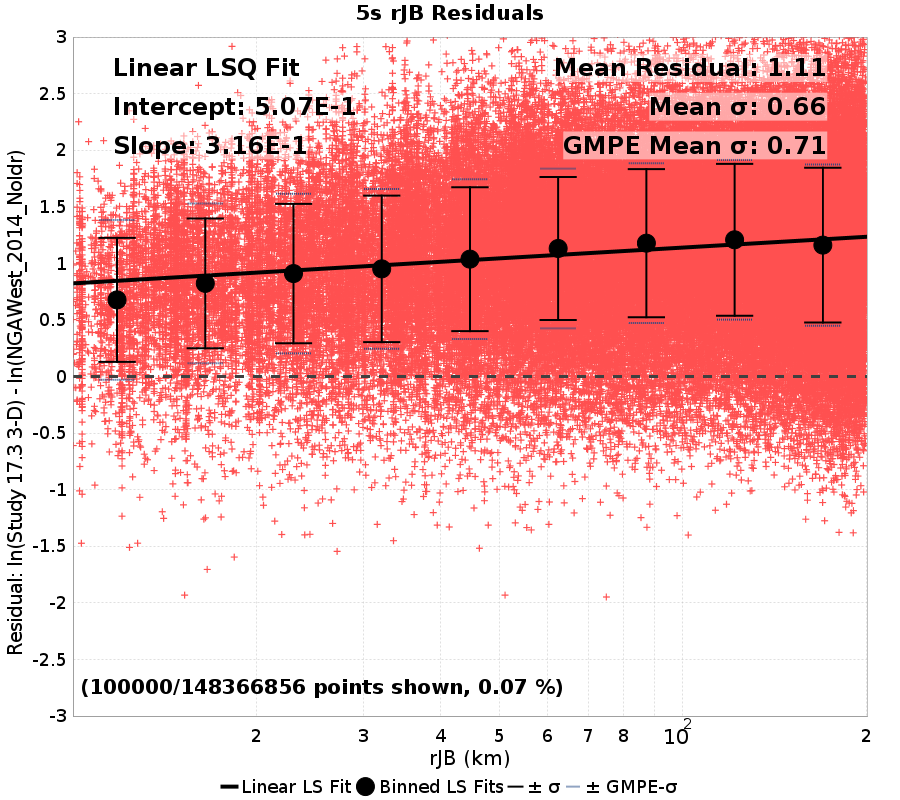 5s rJB Residuals
Linear LSQ Fit
Intercept: 5.07E-1
Slope: 3.16E-1
Mean Residual: 1.11
Mean σ: 0.66
GMPE Mean σ: 0.71
Residual: ln(Study 17.3 3-D) - ln(NGAWest_2014_NoIdr)
3
2.5
2
1.5
1
0.5
0
-0.5
-1
-1.5
-2
-2.5
-3
(100000/148366856 points shown, 0.07 %)
2 3 4 5 6 7 8 10² 2
rJB (km)
Linear LS Fit Binned LS Fits ± σ ± GMPE-σ